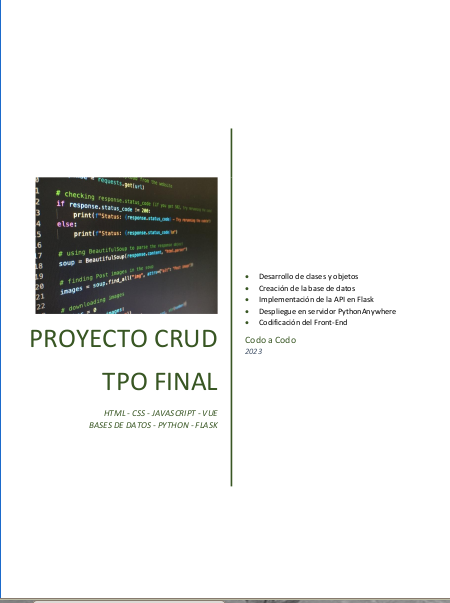 = requests.get(url)
# checking response.status_code
if response.status_code != 200:
print(f"Status: {response.status_code}
else:
print(f"Status: {response.status_code}
# using BeautifulSoup to parse the response
soup = BeautifulSoup(response.content, "html.parser")
# finding Post images in the soup
images = soup.find_all("img", attrs=
# downloading images
PROYECTO CRUD
TPO FINAL
HTML - CSS - JAVASCRIPT - VUE
BASES DE DATOS - PYTHON - FLASK
• Desarrollo de clases y objetos
• Creación de la base de datos
• Implementación de la API en Flask
• Despliegue en servidor PythonAnywhere
• Codificación del Front-End
Codo a Codo
2023